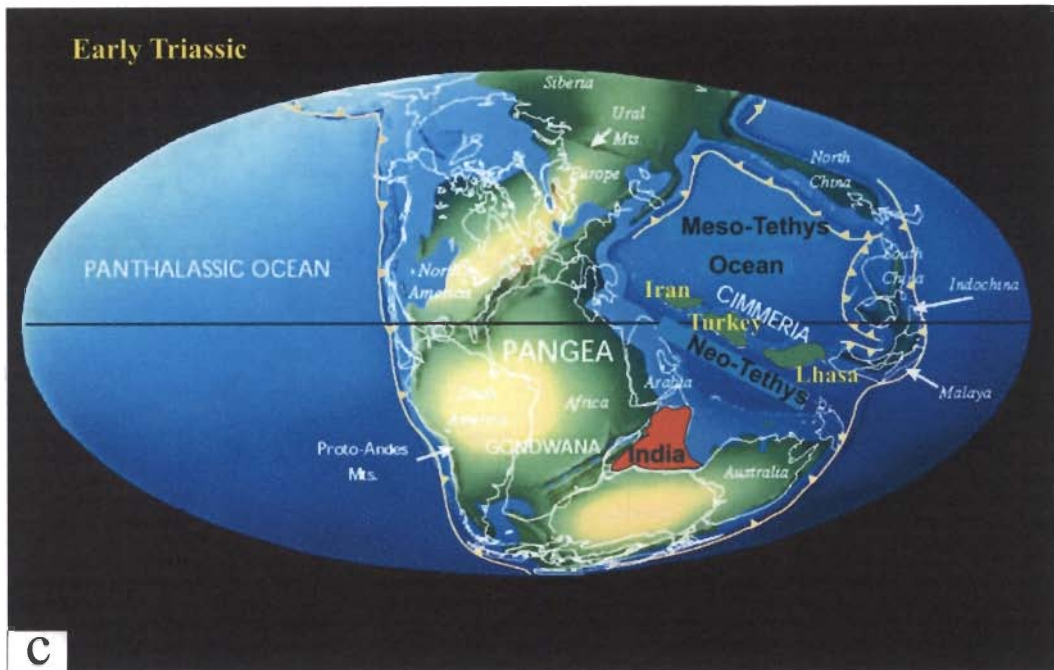 Early Triassic
Siberia
Ural
Mts.
Europe
North
China
PANTHALASSIC OCEAN
North
America
Meso-Tethys
Ocean
South
China
Indochina
Iran
CIMMERIA
Turkey
PANGEA
Neo-Tethys
Lhasa
Malaya
Arabia
South
America
Africa
Proto-Andes
Mts.
GONDWANA
India
Australia
C